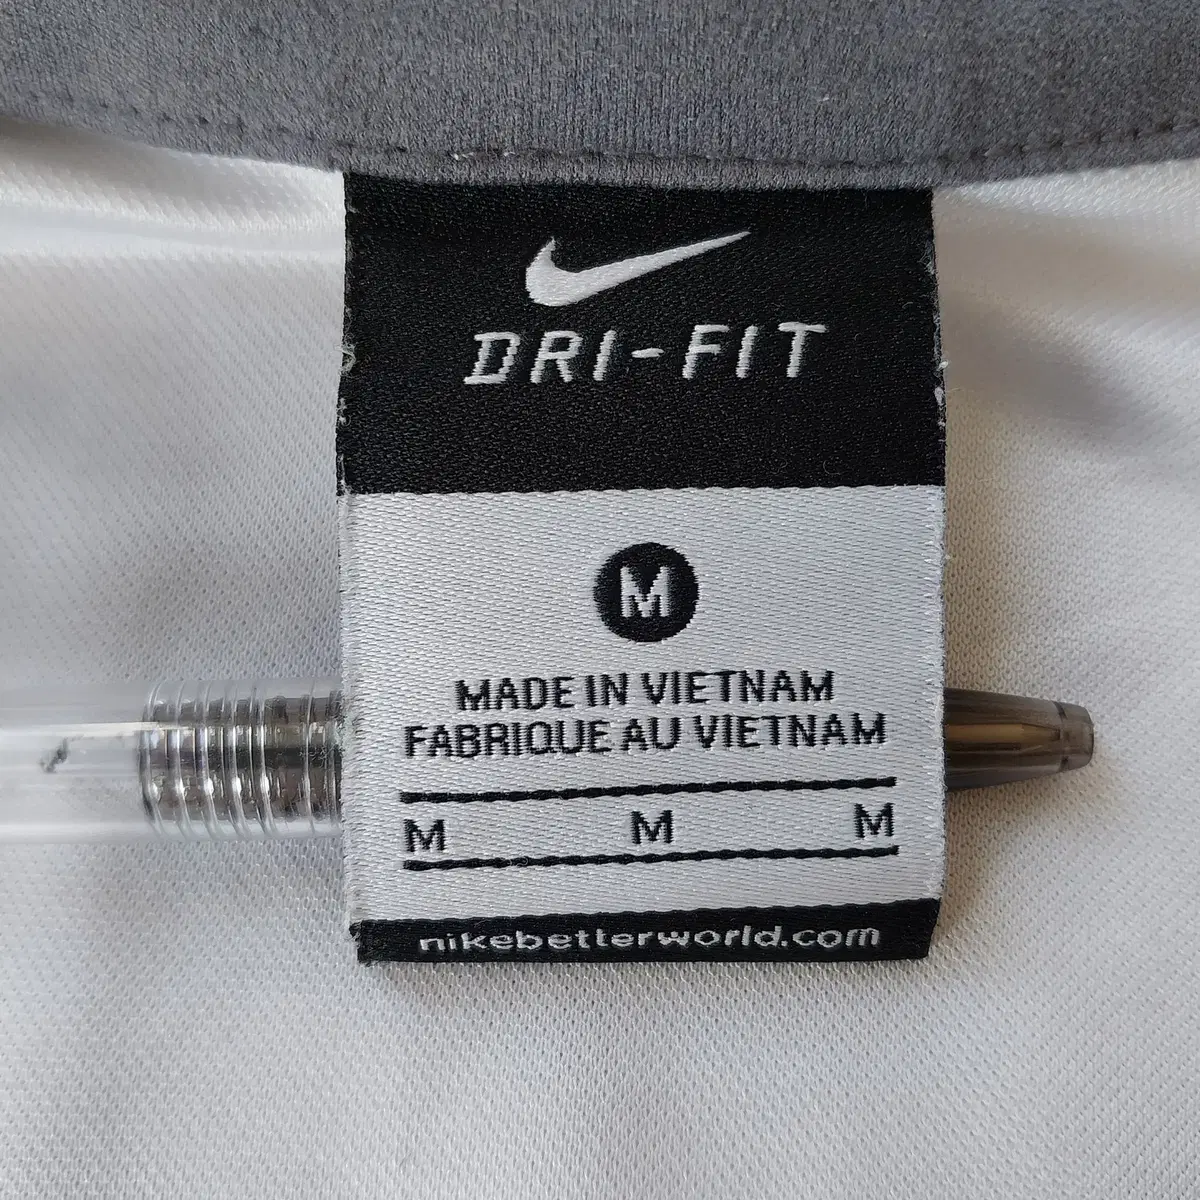 DRI-FIT
M
MADE IN VIETNAM
FABRIQUE AU VIETNAM
M M M
nikebetterworld.com